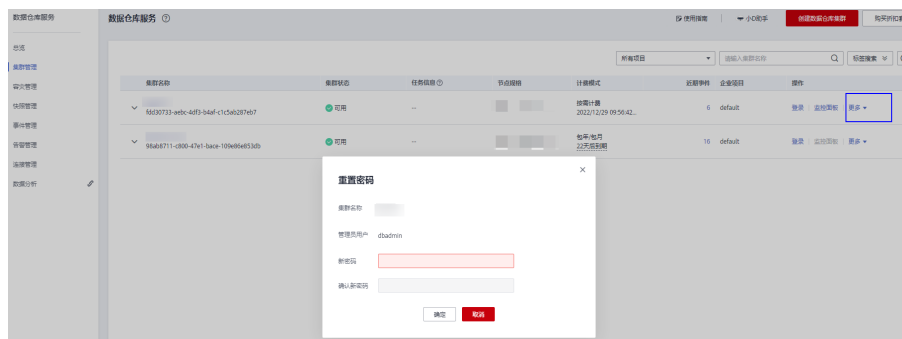 数据仓库服务
总览
集群管理
容灾管理
快照管理
事件管理
告警管理
连接管理
数据分析
数据仓库服务
使用指南
小D助手
创建数据仓库集群
购买折扣
所有项目
请输入集群名称
标签搜索
集群名称 集群状态 任务信息 节点规格 计费模式 近期事件 企业项目 操作
fdd30733-aebc-4df3-b4af-c1c5ab287eb7 可用 -- 按需计费 2022/12/29 09:56:42... 6 default 登录 监控面板 更多
98ab8711-c800-47e1-bace-109e86e853db 可用 -- 包年/包月 22天后到期 16 default 登录 监控面板 更多
重置密码
集群名称
管理员用户 dbadmin
新密码
确认新密码
确定 取消